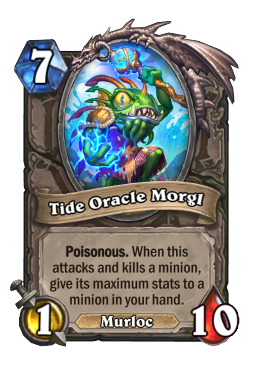 7
Tide Oracle Morgl
Poisonous. When this
attacks and kills a minion,
give its maximum stats to a
minion in your hand.
1
Murloc
10